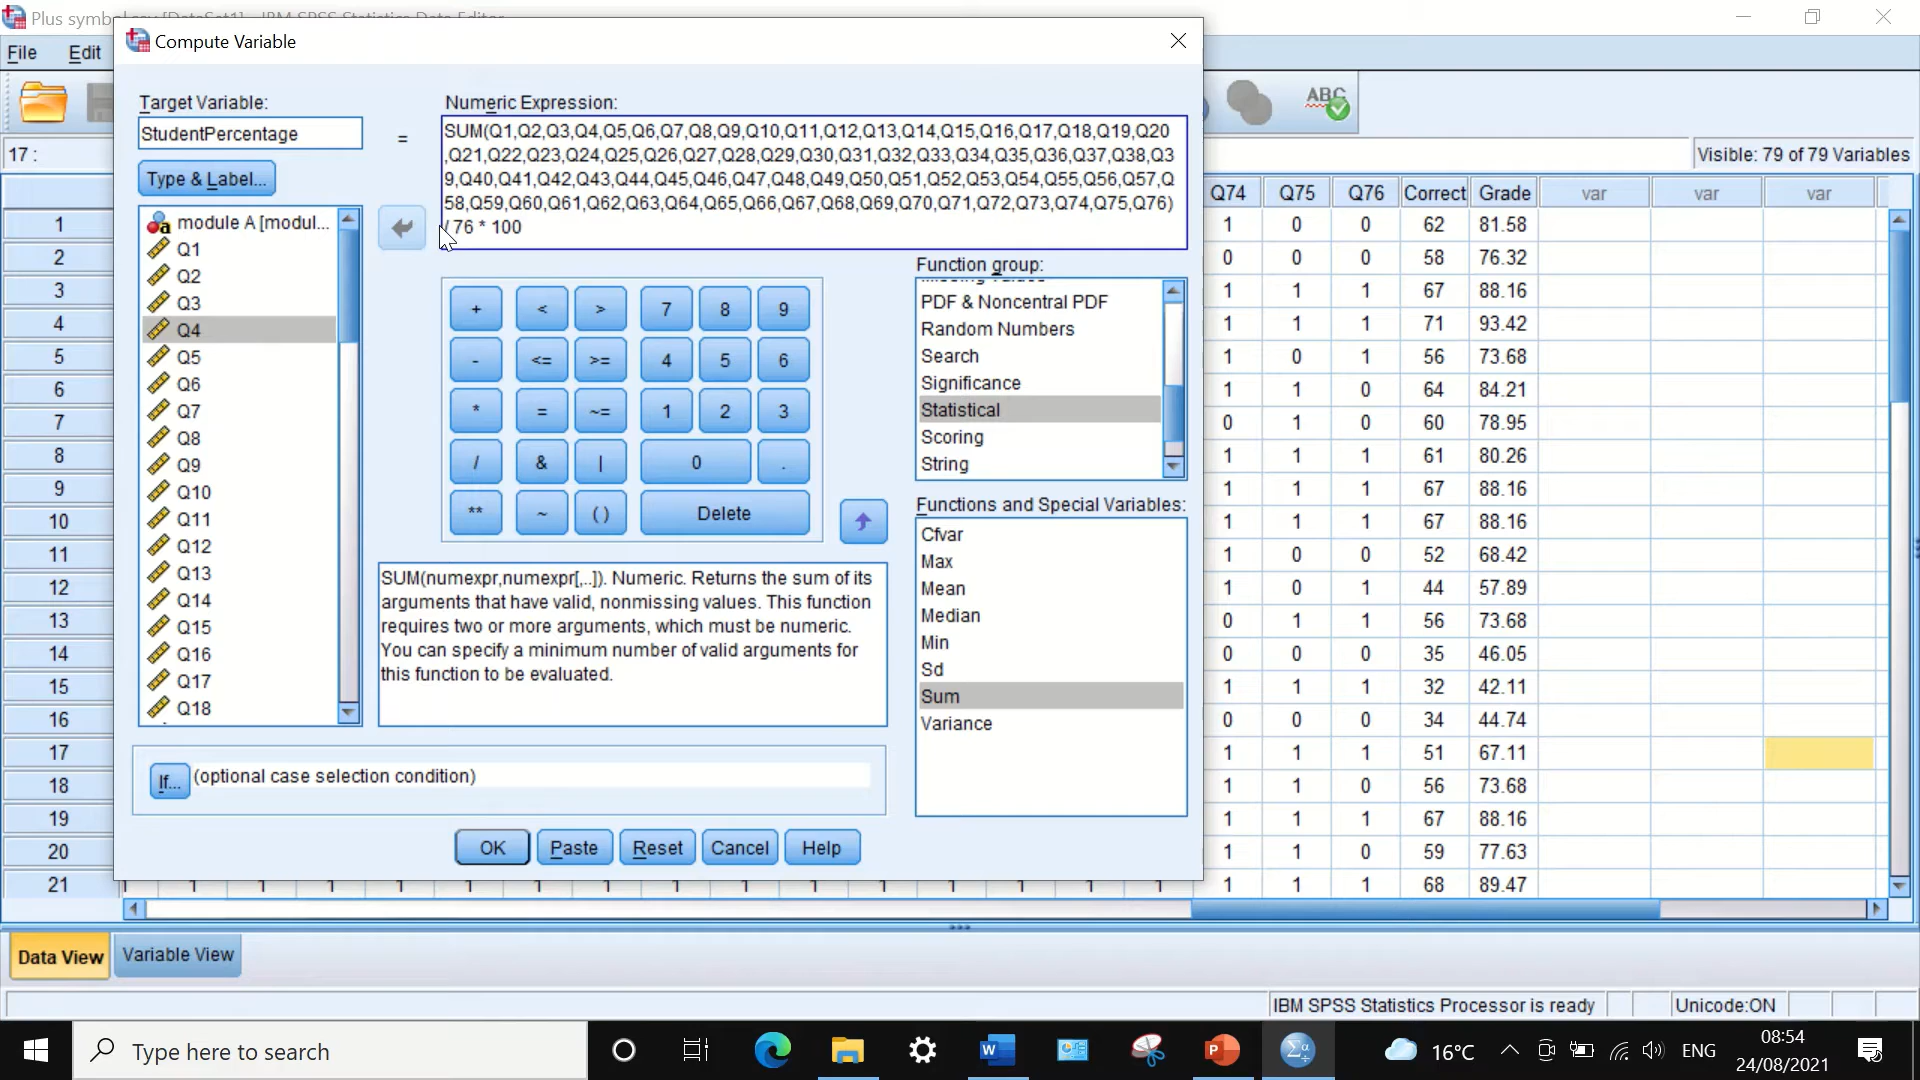 Compute Variable
File Edit
Target Variable:
Numeric Expression:
StudentPercentage
=
SUM(Q1,Q2,Q3,Q4,Q5,Q6,Q7,Q8,Q9,Q10,Q11,Q12,Q13,Q14,Q15,Q16,Q17,Q18,Q19,Q20
,Q21,Q22,Q23,Q24,Q25,Q26,Q27,Q28,Q29,Q30,Q31,Q32,Q33,Q34,Q35,Q36,Q37,Q38,Q3
9,Q40,Q41,Q42,Q43,Q44,Q45,Q46,Q47,Q48,Q49,Q50,Q51,Q52,Q53,Q54,Q55,Q56,Q57,Q
58,Q59,Q60,Q61,Q62,Q63,Q64,Q65,Q66,Q67,Q68,Q69,Q70,Q71,Q72,Q73,Q74,Q75,Q76)
/ 76 * 100
Type & Label...
module A [modul...
Q1
Q2
Q3
Q4
Q5
Q6
Q7
Q8
Q9
Q10
Q11
Q12
Q13
Q14
Q15
Q16
Q17
Q18
+ < > 7 8 9
- <= >= 4 5 6
* = ~= 1 2 3
/ & | 0 .
** ~ ( ) Delete
Function group:
PDF & Noncentral PDF
Random Numbers
Search
Significance
Statistical
Scoring
String
Functions and Special Variables:
Cfvar
Max
Mean
Median
Min
Sd
Sum
Variance
SUM(numexpr,numexpr[,..]). Numeric. Returns the sum of its
arguments that have valid, nonmissing values. This function
requires two or more arguments, which must be numeric.
You can specify a minimum number of valid arguments for
this function to be evaluated.
If... (optional case selection condition)
OK Paste Reset Cancel Help
ABC
17 :
Visible: 79 of 79 Variables
Q74 Q75 Q76 Correct Grade var var var
1 1 0 0 62 81.58
2 0 0 0 58 76.32
3 1 1 1 67 88.16
4 1 1 1 71 93.42
5 1 0 1 56 73.68
6 1 1 0 64 84.21
7 0 1 0 60 78.95
8 1 1 1 61 80.26
9 1 1 1 67 88.16
10 1 1 1 67 88.16
11 1 0 0 52 68.42
12 1 0 1 44 57.89
13 0 1 1 56 73.68
14 0 0 0 35 46.05
15 1 1 1 32 42.11
16 0 0 0 34 44.74
17 1 1 1 51 67.11
18 1 0 0 56 73.68
19 1 1 1 67 88.16
20 1 1 0 59 77.63
21 1 1 1 1 1 1 1 1 1 1 1 1 1 1 1 1 1 1 1 68 89.47
Data View Variable View
IBM SPSS Statistics Processor is ready Unicode:ON
Type here to search
16°C ENG
08:54
24/08/2021